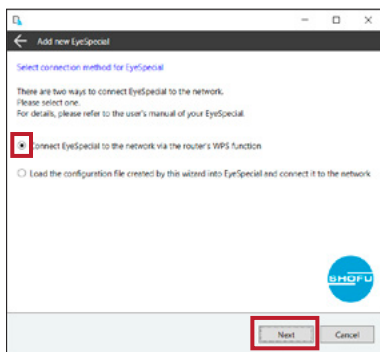 Add new EyeSpecial
Select connection method for EyeSpecial
There are two ways to connect EyeSpecial to the network.
Please select one.
For details, please refer to the user's manual of your EyeSpecial.
Connect EyeSpecial to the network via the router's WPS function
Load the configuration file created by this wizard into EyeSpecial and connect it to the network
SHOFU
Next Cancel